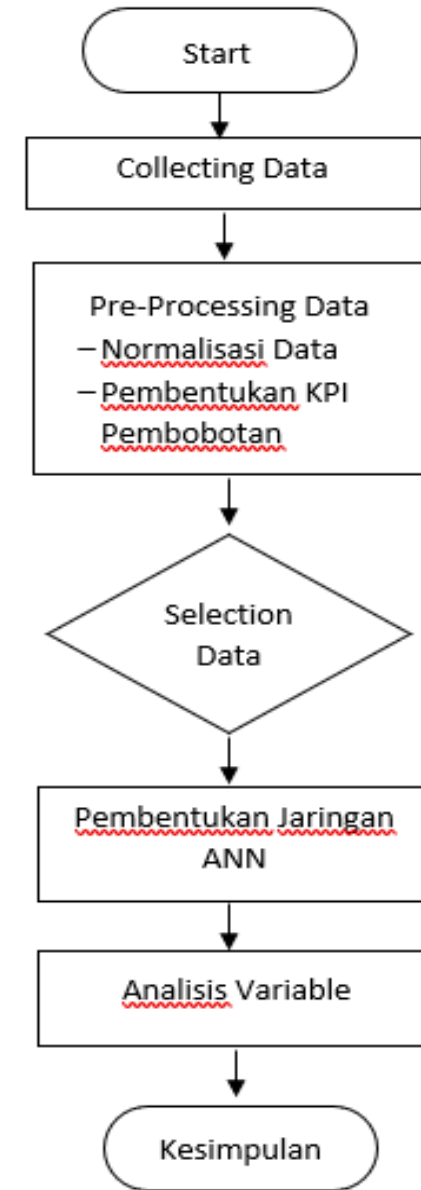 Start
Collecting Data
Pre-Processing Data
– Normalisasi Data
– Pembentukan KPI
Pembobotan
Selection
Data
Pembentukan Jaringan
ANN
Analisis Variable
Kesimpulan